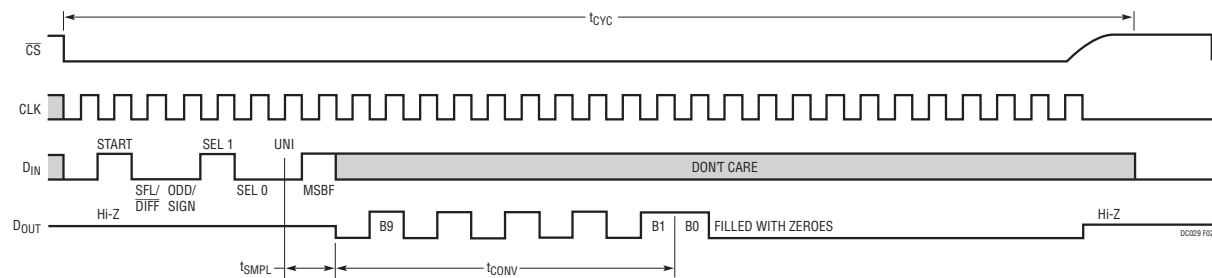 tCYC
CS
CLK
START
SEL 1
UNI
DIN
DON'T CARE
SFL/
DIFF
ODD/
SIGN
SEL 0
MSBF
Hi-Z
DOUT
B9
B1
B0
FILLED WITH ZEROES
Hi-Z
DC029 F02
tSMPL
tCONV